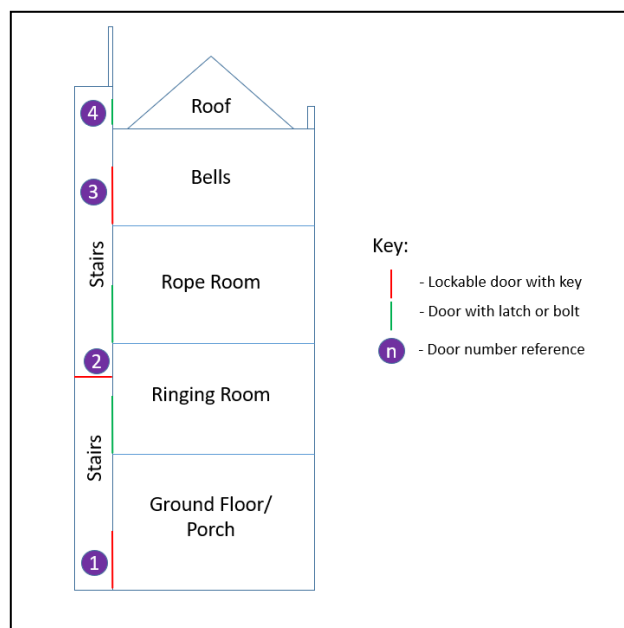 4
Roof
3
Bells
Stairs
Rope Room
2
Ringing Room
Stairs
Ground Floor/
Porch
1
Key:
- Lockable door with key
- Door with latch or bolt
n - Door number reference